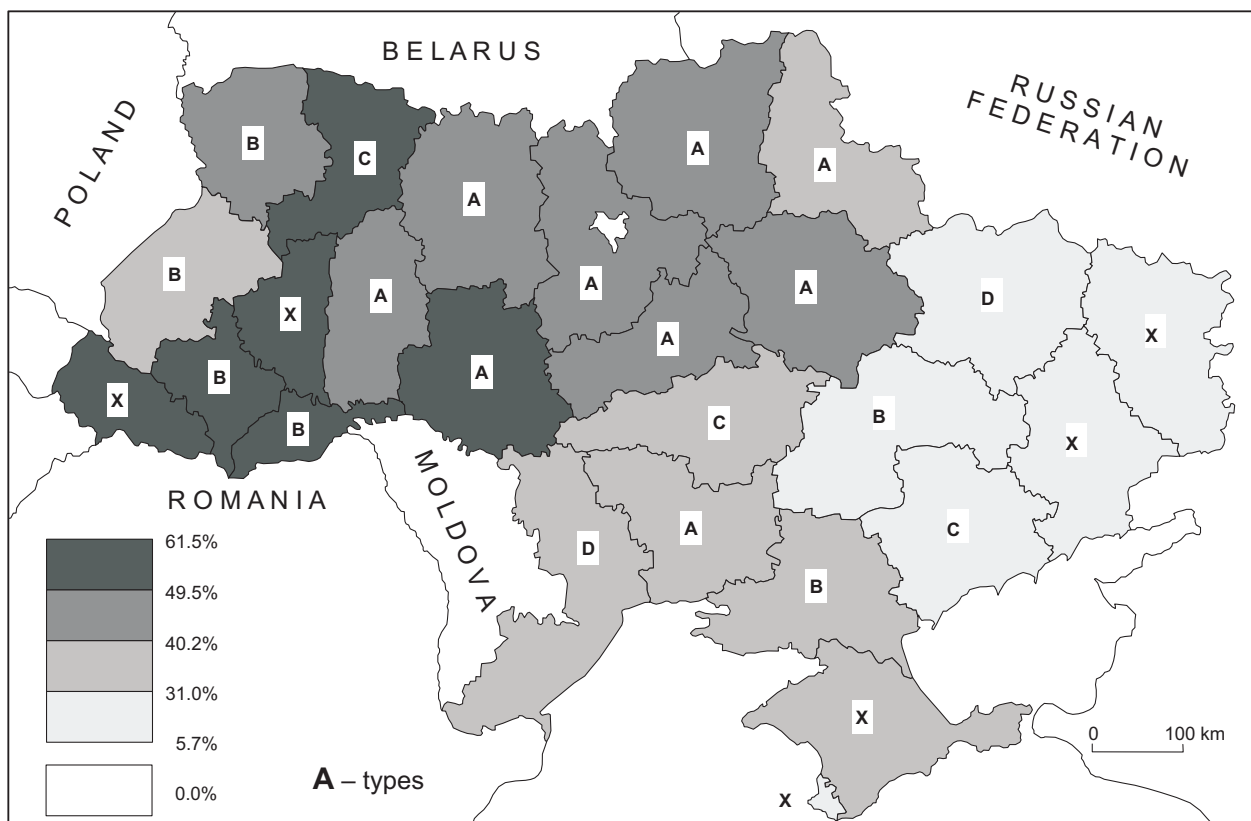 BELARUS
POLAND
RUSSIAN
FEDERATION
B
C
A
A
A
B
X
A
A
A
A
D
X
X
B
B
A
C
B
X
ROMANIA
MOLDOVA
D
A
B
C
X
X
61.5%
49.5%
40.2%
31.0%
5.7%
0.0%
A – types
0 100 km